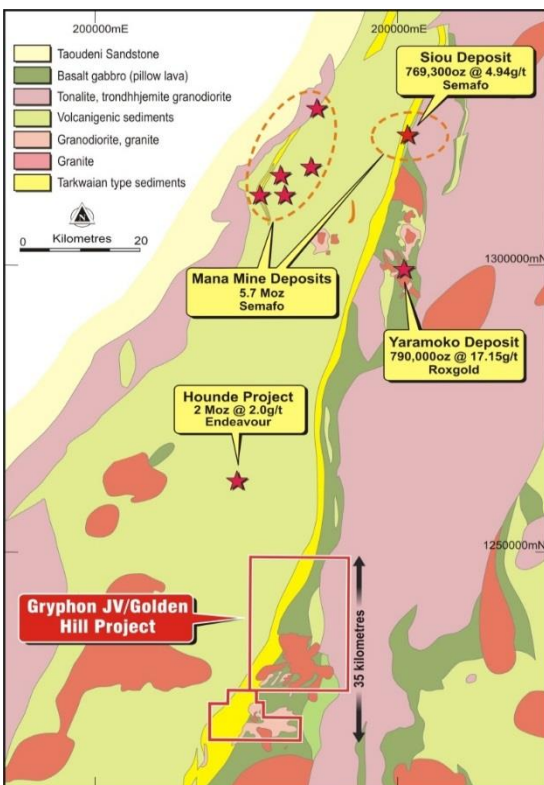 200000mE
200000mE
Taoudeni Sandstone
Basalt gabbro (pillow lava)
Tonalite, trondhhjemite granodiorite
Volcanigenic sediments
Granodiorite, granite
Granite
Tarkwaian type sediments
N
Kilometres
0 20
Siou Deposit
769,300oz @ 4.94g/t
Semafo
1300000mN
Mana Mine Deposits
5.7 Moz
Semafo
Yaramoko Deposit
790,000oz @ 17.15g/t
Roxgold
Hounde Project
2 Moz @ 2.0g/t
Endeavour
1250000mN
Gryphon JV/Golden
Hill Project
35 kilometres